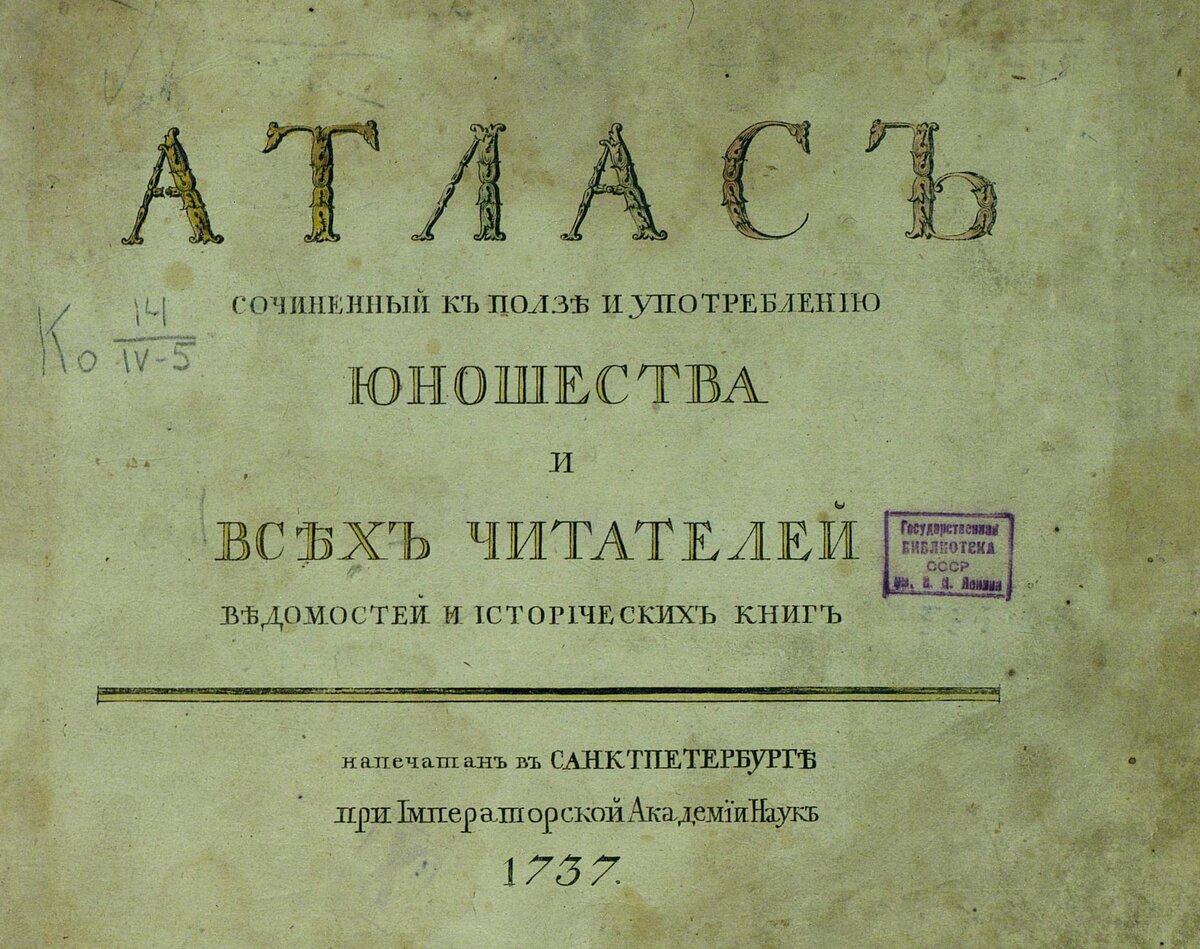 АТЛАСЪ
СОЧИНЕННЫЙ КЪ ПОЛЗѢ И УПОТРЕБЛЕНІЮ
ЮНОШЕСТВА
И
ВСѢХЪ ЧИТАТЕЛЕЙ
ВѢДОМОСТЕЙ И ІСТОРІЧЕСКИХЪ КНИГЪ
Ко 14
IV-5
Государственная
БИБЛИОТЕКА
СССР
им. В. И. Ленина
напечатанъ въ САНКТПЕТЕРБУРГѢ
при Імператорской Академїи Наукъ
1737.